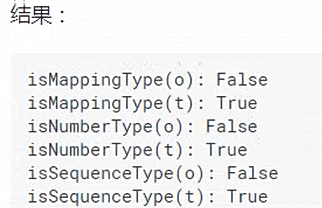 结果：
isMappingType(o): False
isMappingType(t): True
isNumberType(o): False
isNumberType(t): True
isSequenceType(o): False
isSequenceType(t): True